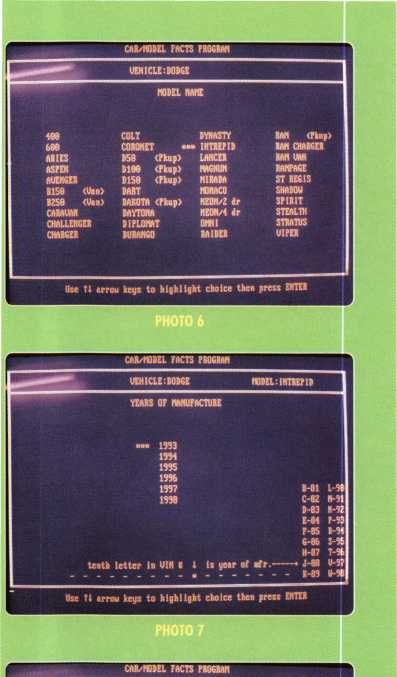 CAR/MODEL FACTS PROGRAM
VEHICLE:DODGE
MODEL NAME
400 COLT DYNASTY RAM <Pkup>
600 CORONET *** INTREPID RAM CHARGER
ARIES D50 <Pkup> LANCER RAM VAN
ASPEN D100 <Pkup> MAGNUM RAMPAGE
AVENGER D150 <Pkup> MIRADA ST REGIS
B150 <Van> DART MONACO SHADOW
B250 <Van> DAKOTA <Pkup> NEON/2 dr SPIRIT
CARAVAN DAYTONA NEON/4 dr STEALTH
CHALLENGER DIPLOMAT OMNI STRATUS
CHARGER DURANGO RAIDER VIPER
Use ↑↓ arrow keys to highlight choice then press ENTER
PHOTO 6
CAR/MODEL FACTS PROGRAM
VEHICLE:DODGE MODEL:INTREPID
YEARS OF MANUFACTURE
*** 1993
1994
1995
1996
1997
1998
B-81 L-90
C-82 M-91
D-83 N-92
E-84 P-93
F-85 R-94
G-86 S-95
H-87 T-96
tenth letter in VIN # ↓ is year of mfr.-----→ J-88 V-97
K-89 W-98
Use ↑↓ arrow keys to highlight choice then press ENTER
PHOTO 7
CAR/MODEL FACTS PROGRAM